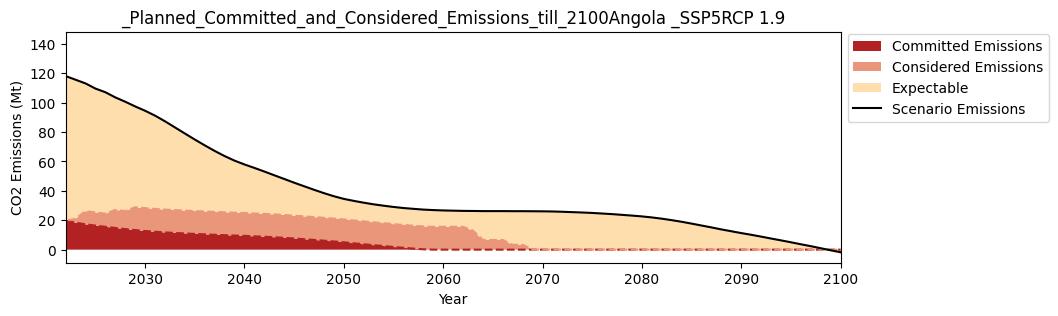 _Planned_Committed_and_Considered_Emissions_till_2100Angola _SSP5RCP 1.9
CO2 Emissions (Mt)
140
120
100
80
60
40
20
0
2030
2040
2050
2060
2070
2080
2090
2100
Year
Committed Emissions
Considered Emissions
Expectable
Scenario Emissions